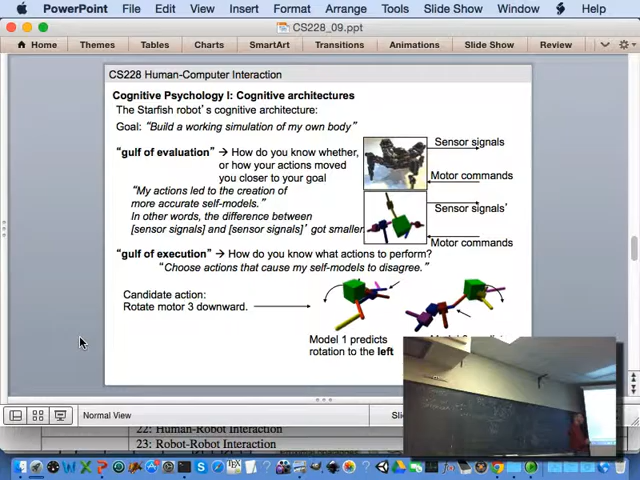 PowerPoint File Edit View Insert Format Arrange Tools Slide Show Window Help
CS228_09.ppt
Home Themes Tables Charts SmartArt Transitions Animations Slide Show Review
CS228 Human-Computer Interaction
Cognitive Psychology I: Cognitive architectures
The Starfish robot's cognitive architecture:
Goal: “Build a working simulation of my own body”
“gulf of evaluation” → How do you know whether,
or how your actions moved
you closer to your goal
“My actions led to the creation of
more accurate self-models.”
In other words, the difference between
[sensor signals] and [sensor signals]' got smaller
Sensor signals
Motor commands
Sensor signals'
Motor commands
“gulf of execution” → How do you know what actions to perform?
“Choose actions that cause my self-models to disagree.”
Candidate action:
Rotate motor 3 downward.
Model 1 predicts
rotation to the left
Normal View
22: Human-Robot Interaction
23: Robot-Robot Interaction